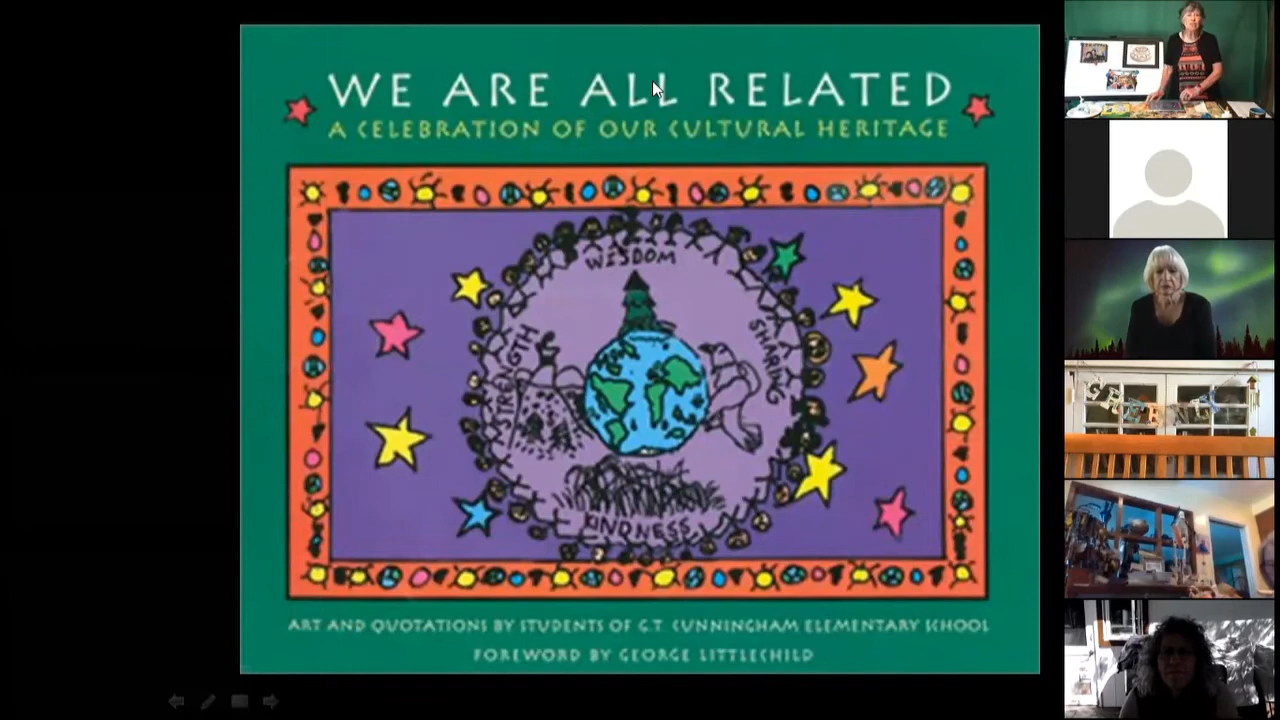 WE ARE ALL RELATED
A CELEBRATION OF OUR CULTURAL HERITAGE
WISDOM
STRENGTH
SHARING
KINDNESS
ART AND QUOTATIONS BY STUDENTS OF G.T. CUNNINGHAM ELEMENTARY SCHOOL
FOREWORD BY GEORGE LITTLECHILD